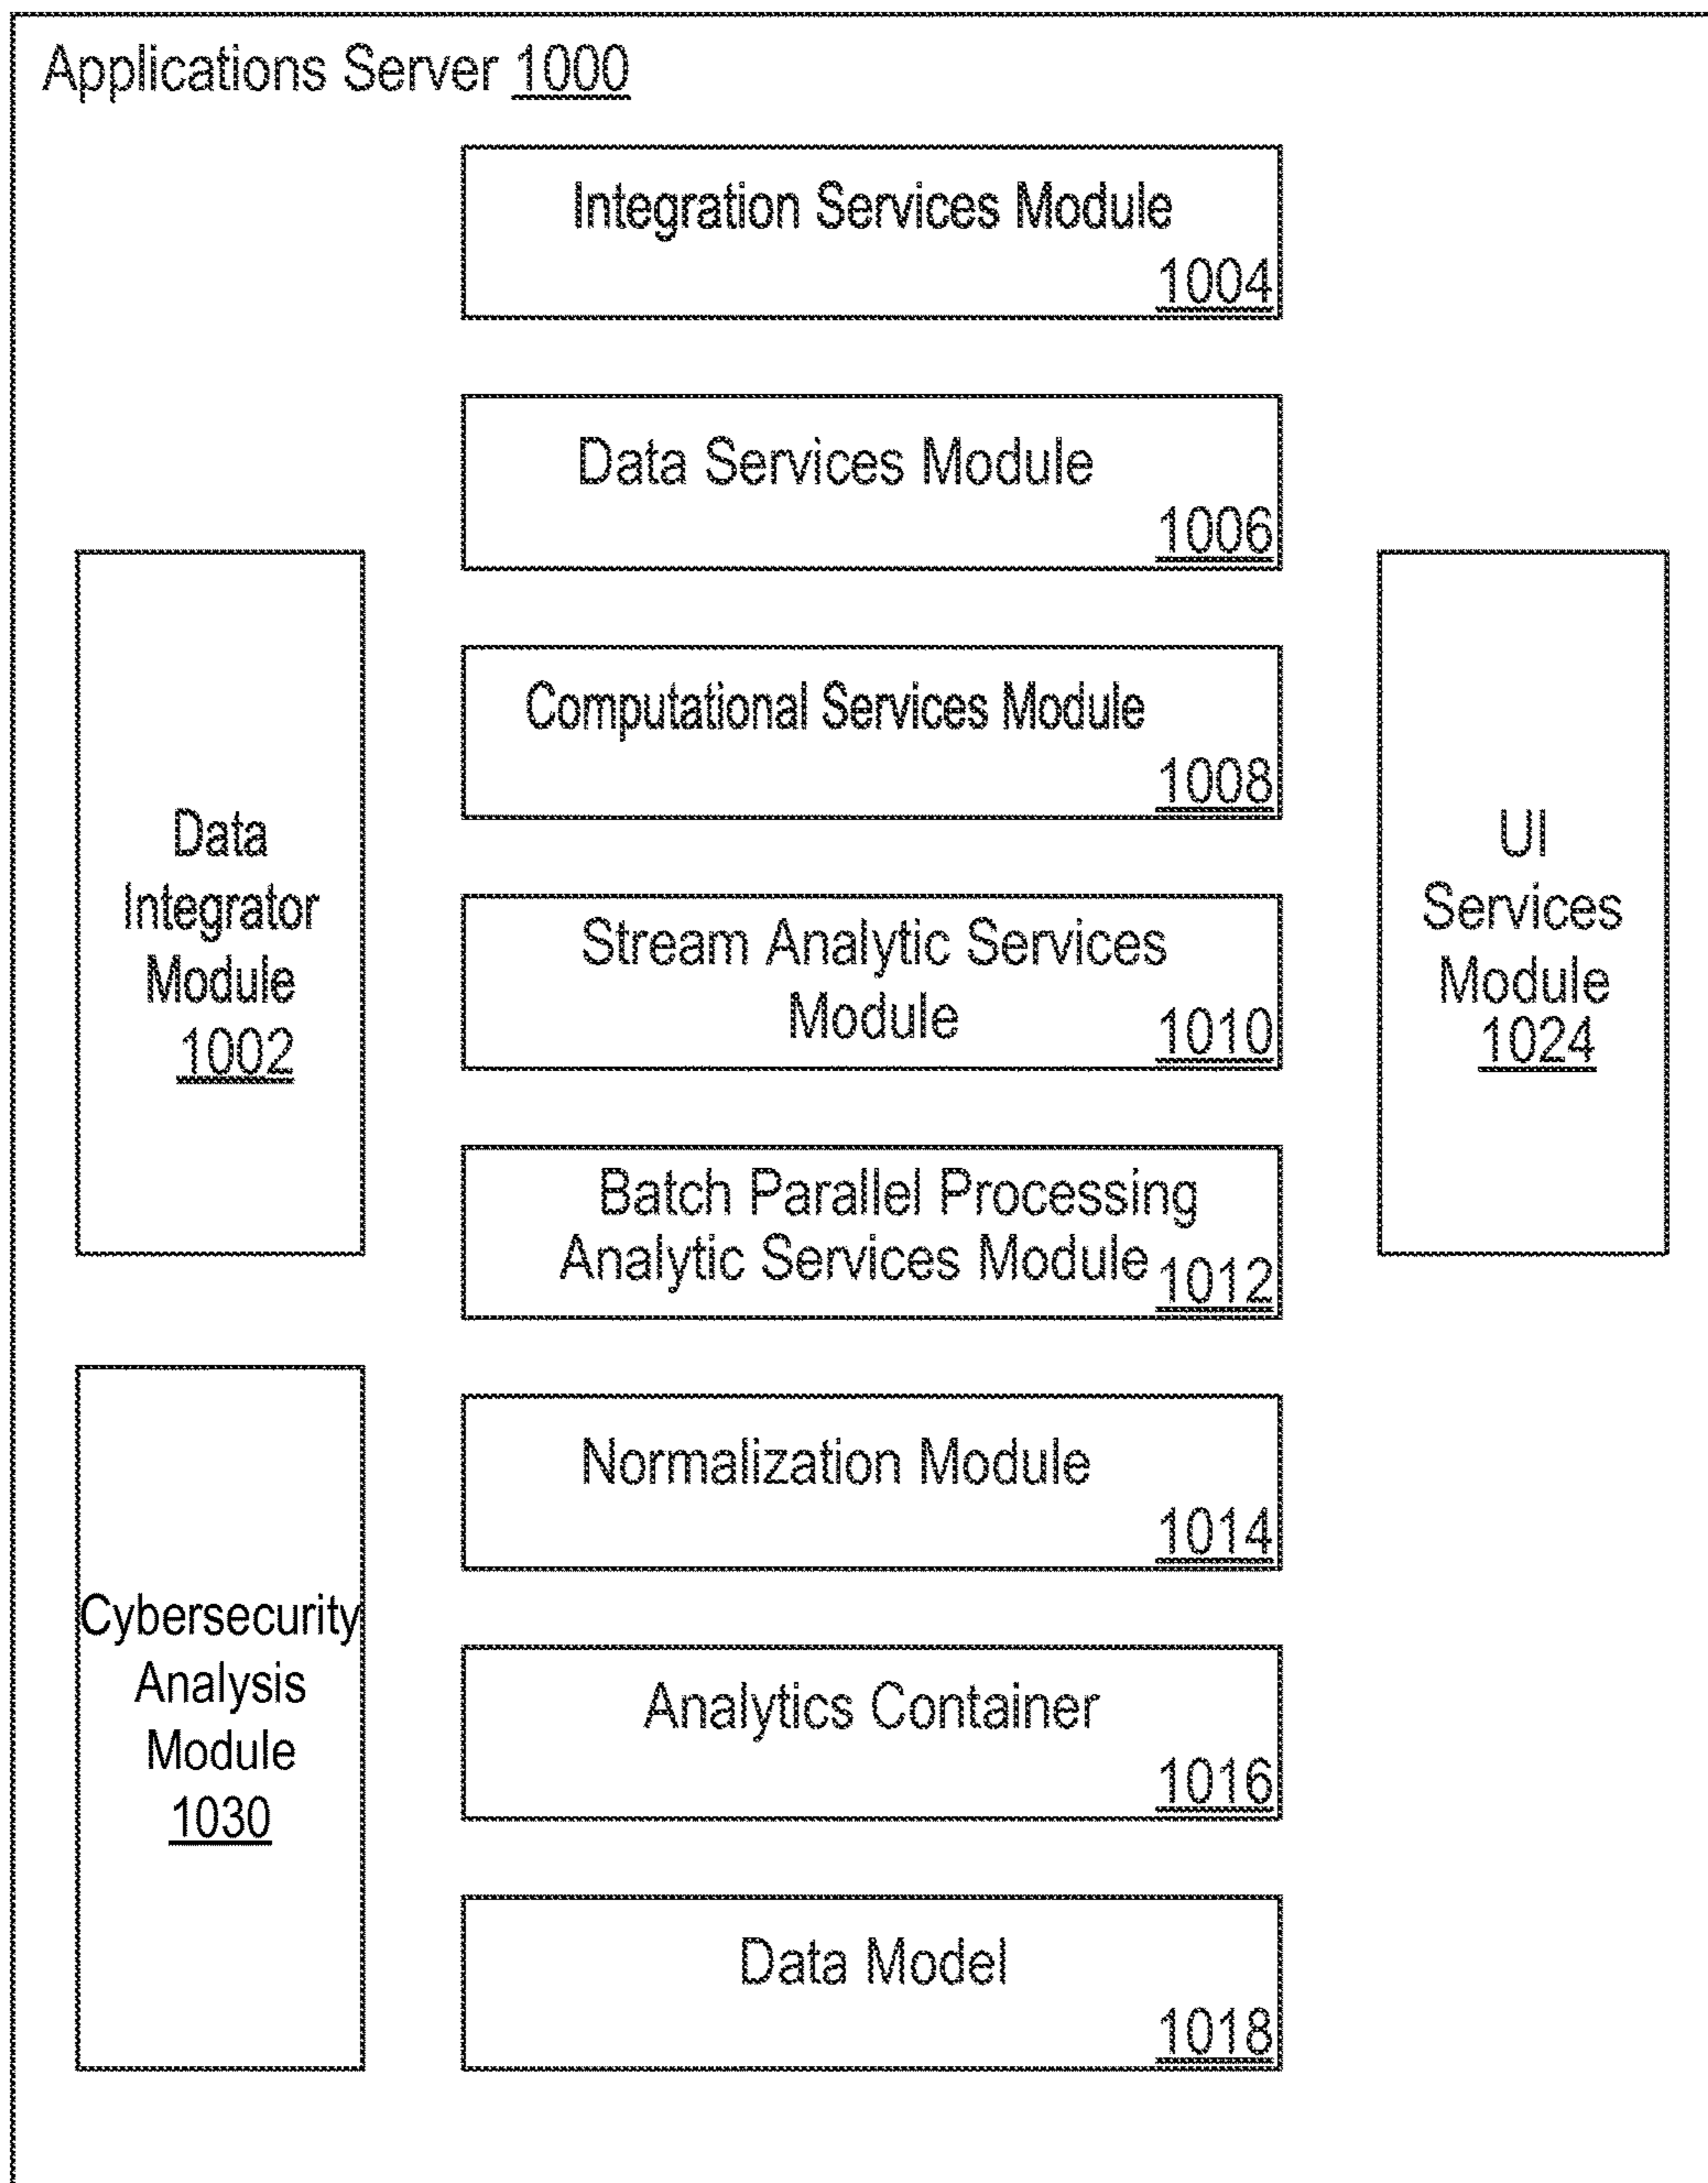 Applications Server 1000
Integration Services Module
1004
Data Services Module
1006
Computational Services Module
1008
Stream Analytic Services
Module 1010
Batch Parallel Processing
Analytic Services Module 1012
Normalization Module
1014
Analytics Container
1016
Data Model
1018
Data
Integrator
Module
1002
Cybersecurity
Analysis
Module
1030
UI
Services
Module
1024